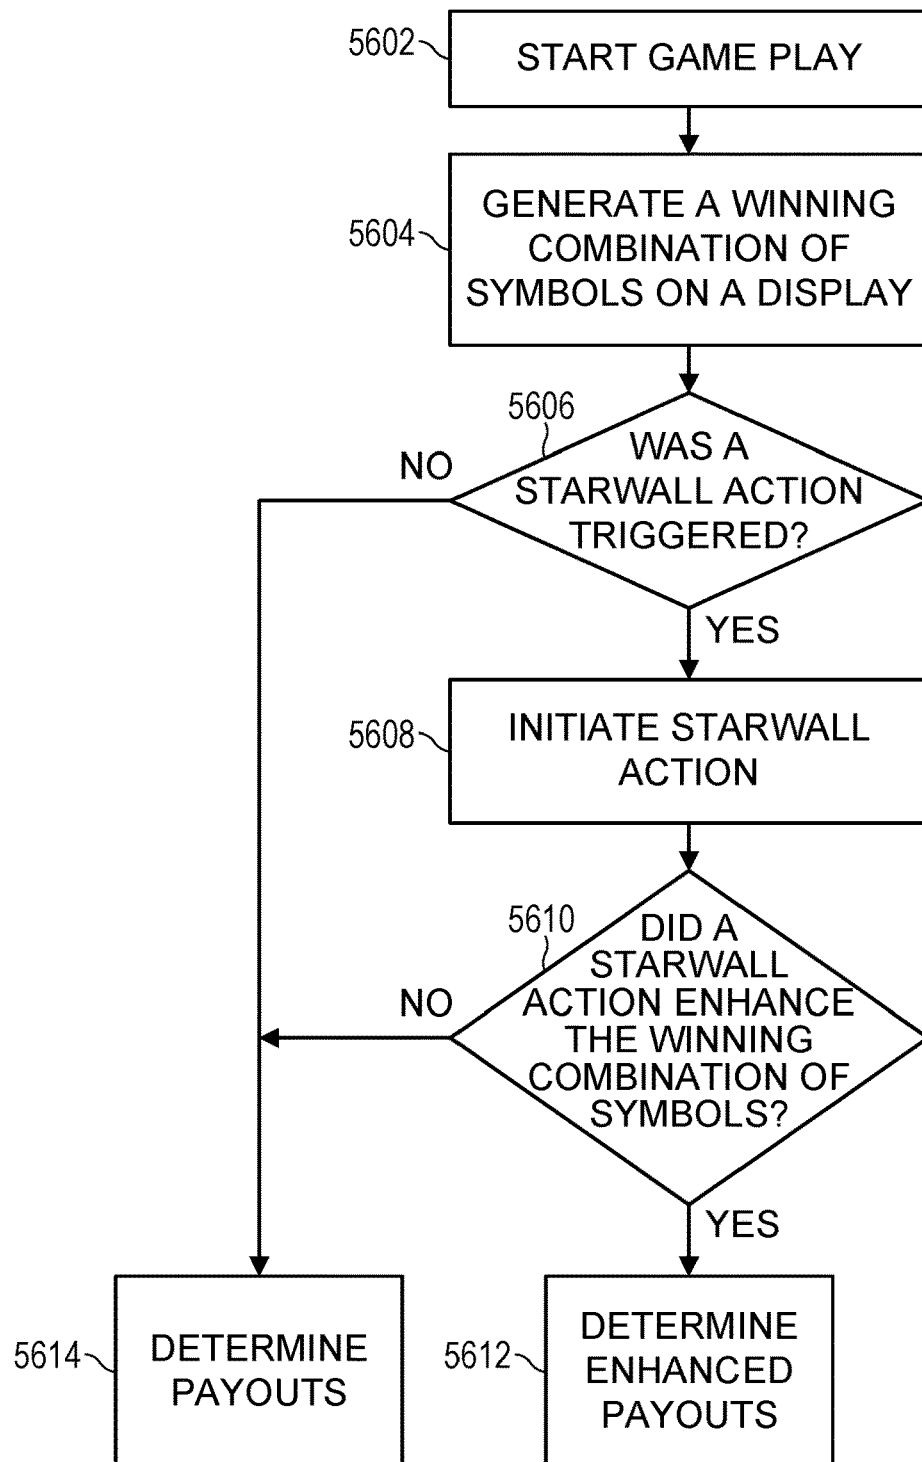 5602
START GAME PLAY
5604
GENERATE A WINNING
COMBINATION OF
SYMBOLS ON A DISPLAY
5606
WAS A
STARWALL ACTION
TRIGGERED?
NO
YES
5608
INITIATE STARWALL
ACTION
5610
DID A
STARWALL
ACTION ENHANCE
THE WINNING
COMBINATION OF
SYMBOLS?
NO
YES
5614
DETERMINE
PAYOUTS
5612
DETERMINE
ENHANCED
PAYOUTS